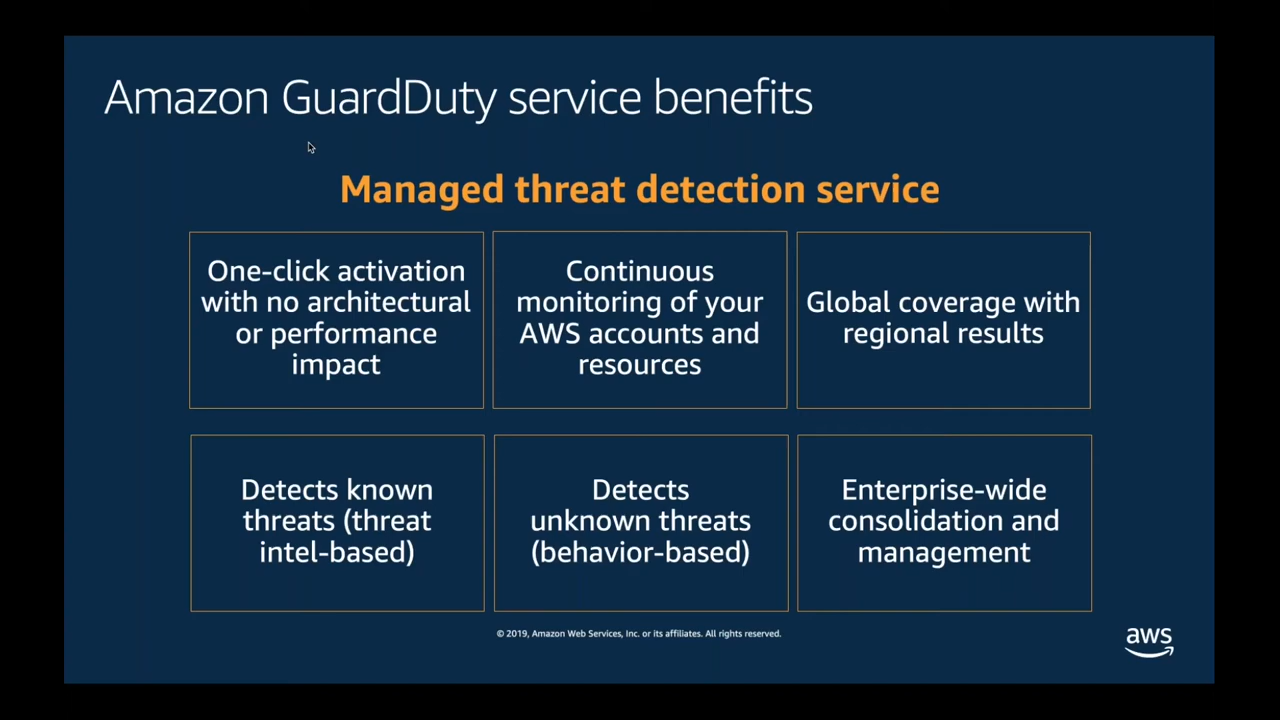 Amazon GuardDuty service benefits
Managed threat detection service
One-click activation
with no architectural
or performance
impact
Continuous
monitoring of your
AWS accounts and
resources
Global coverage with
regional results
Detects known
threats (threat
intel-based)
Detects
unknown threats
(behavior-based)
Enterprise-wide
consolidation and
management
© 2019, Amazon Web Services, Inc. or its affiliates. All rights reserved.
aws